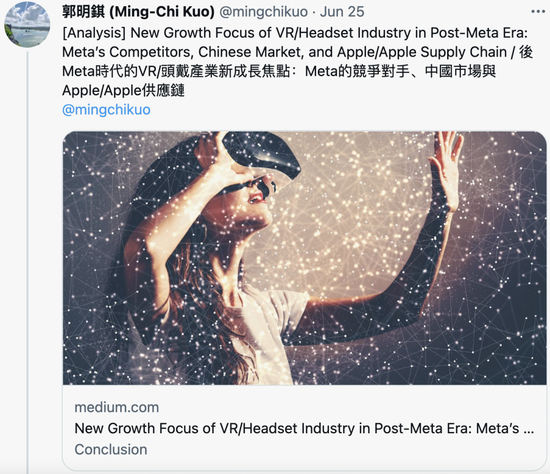 郭明錤 (Ming-Chi Kuo) @mingchikuo · Jun 25
[Analysis] New Growth Focus of VR/Headset Industry in Post-Meta Era:
Meta’s Competitors, Chinese Market, and Apple/Apple Supply Chain / 後
Meta時代的VR/頭戴產業新成長焦點：Meta的競爭對手、中國市場與
Apple/Apple供應鏈
@mingchikuo
medium.com
New Growth Focus of VR/Headset Industry in Post-Meta Era: Meta’s ...
Conclusion